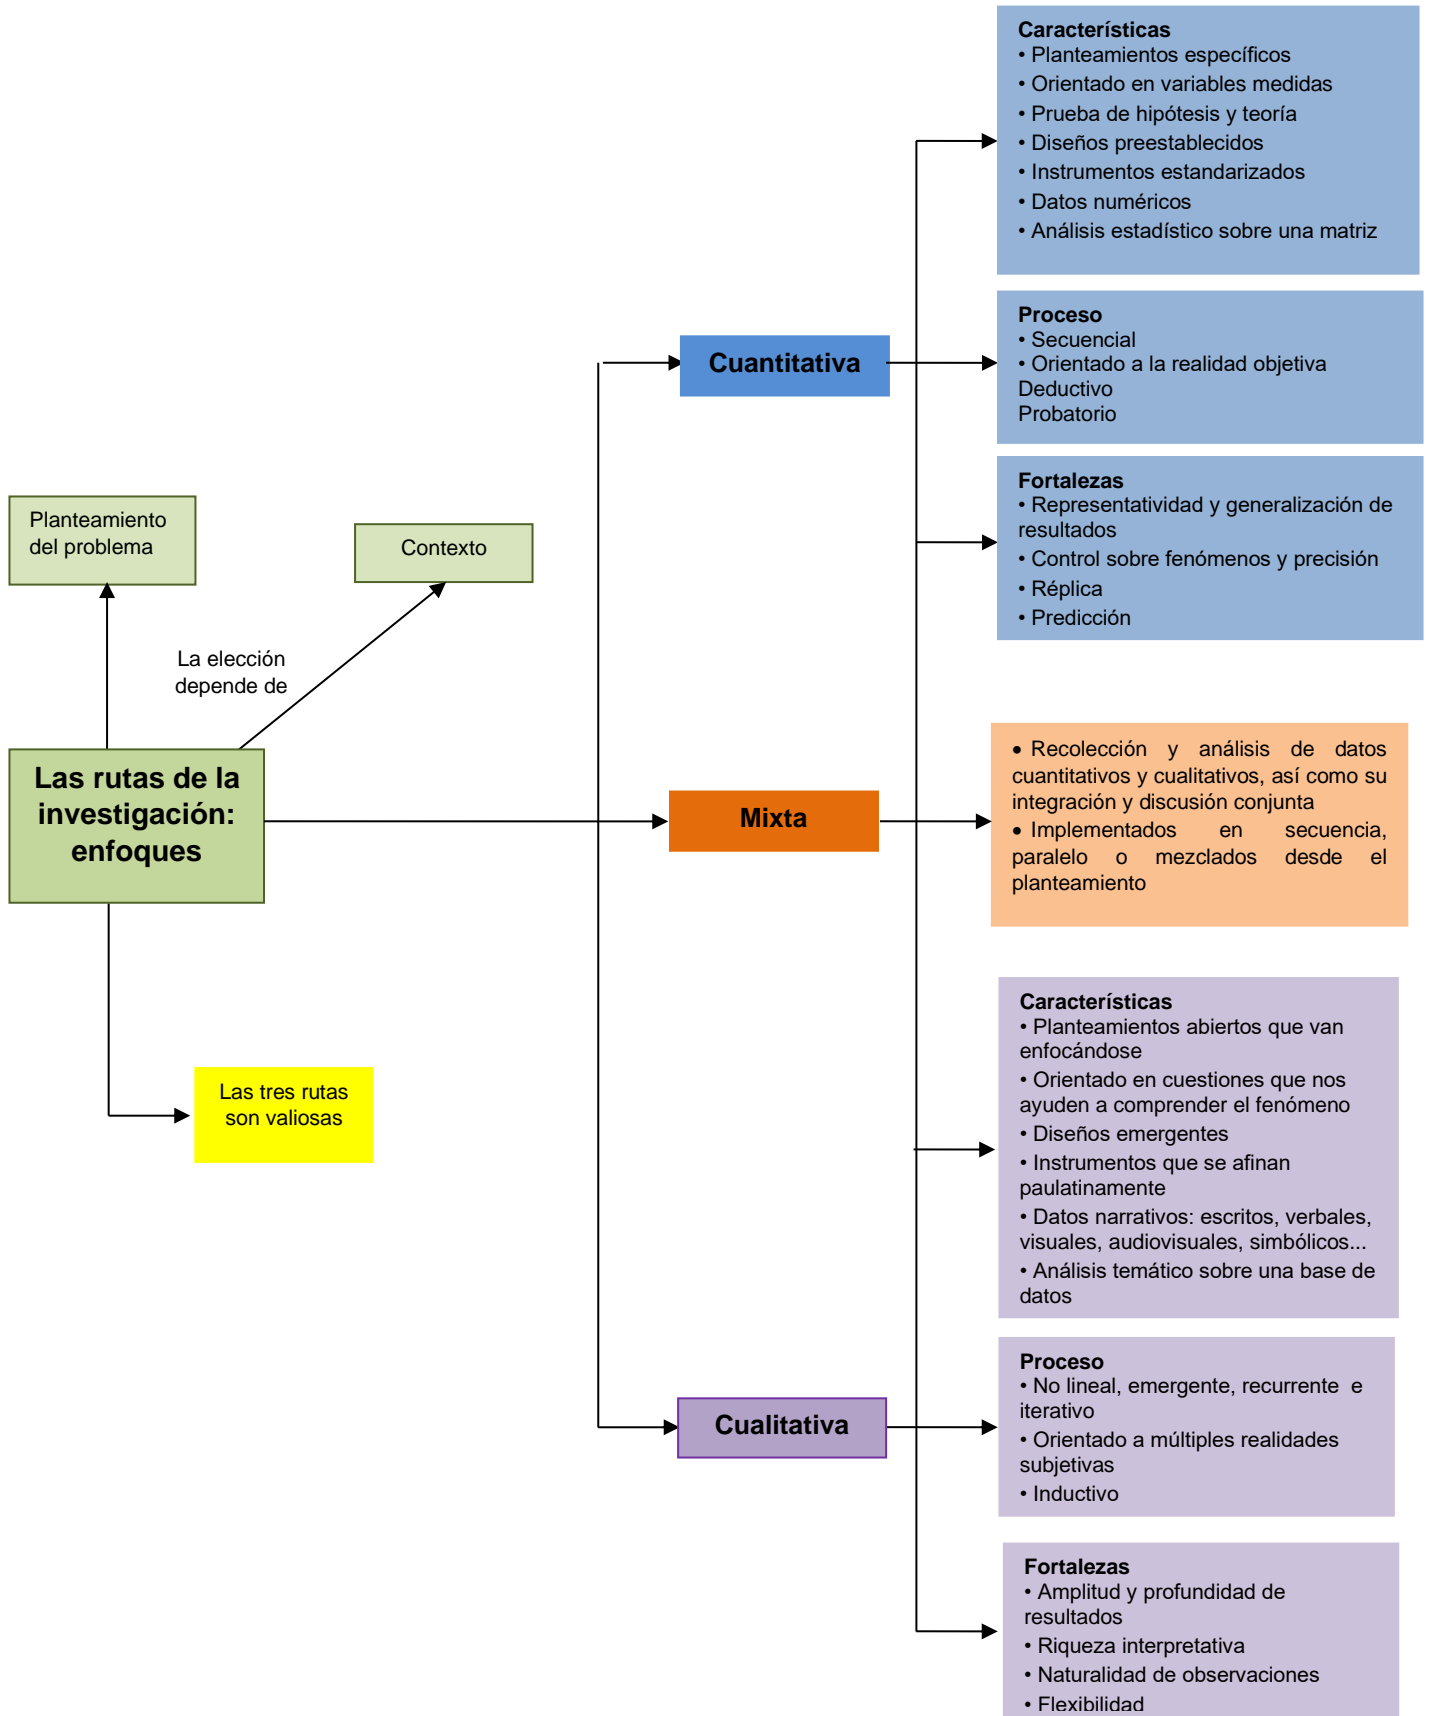 Planteamiento
del problema
Contexto
La elección
depende de
Las rutas de la
investigación:
enfoques
Las tres rutas
son valiosas
Cuantitativa
Características
• Planteamientos específicos
• Orientado en variables medidas
• Prueba de hipótesis y teoría
• Diseños preestablecidos
• Instrumentos estandarizados
• Datos numéricos
• Análisis estadístico sobre una matriz
Proceso
• Secuencial
• Orientado a la realidad objetiva
Deductivo
Probatorio
Fortalezas
• Representatividad y generalización de
resultados
• Control sobre fenómenos y precisión
• Réplica
• Predicción
Mixta
• Recolección y análisis de datos
cuantitativos y cualitativos, así como su
integración y discusión conjunta
• Implementados en secuencia,
paralelo o mezclados desde el
planteamiento
Cualitativa
Características
• Planteamientos abiertos que van
enfocándose
• Orientado en cuestiones que nos
ayuden a comprender el fenómeno
• Diseños emergentes
• Instrumentos que se afinan
paulatinamente
• Datos narrativos: escritos, verbales,
visuales, audiovisuales, simbólicos...
• Análisis temático sobre una base de
datos
Proceso
• No lineal, emergente, recurrente e
iterativo
• Orientado a múltiples realidades
subjetivas
• Inductivo
Fortalezas
• Amplitud y profundidad de
resultados
• Riqueza interpretativa
• Naturalidad de observaciones
• Flexibilidad